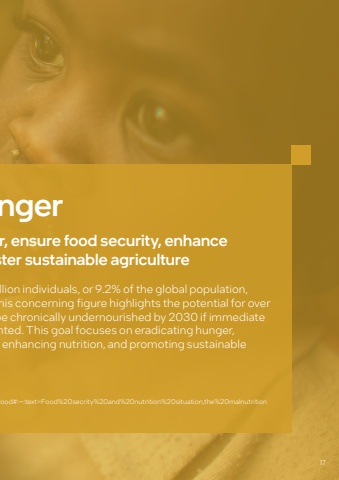 nger
r, ensure food security, enhance
ster sustainable agriculture
llion individuals, or 9.2% of the global population,
his concerning figure highlights the potential for over
be chronically undernourished by 2030 if immediate
nted. This goal focuses on eradicating hunger,
enhancing nutrition, and promoting sustainable
ood#:~:text=Food%20secrity%20and%20nutrition%20situation,the%20malnutrition
17